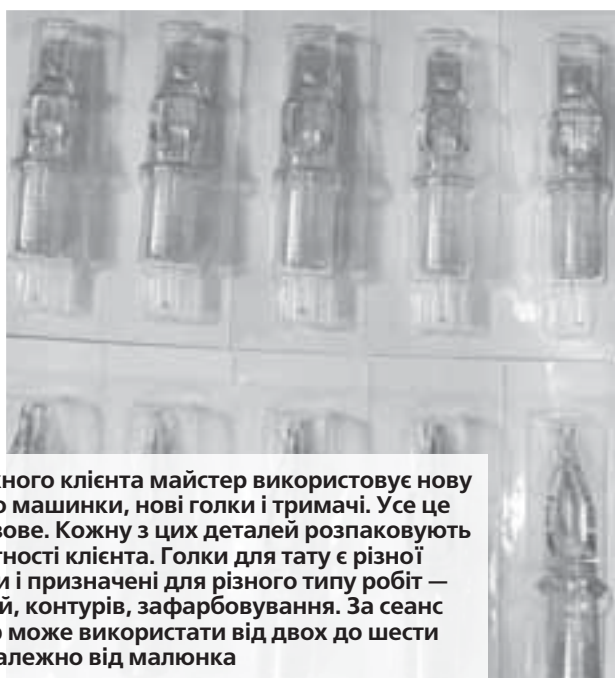 жного клієнта майстер використовує нову
о машинки, нові голки і тримачі. Усе це
зове. Кожну з цих деталей розпаковують
тності клієнта. Голки для тату є різної
и і призначені для різного типу робіт —
й, контурів, зафарбовування. За сеанс
р може використати від двох до шести
алежно від малюнка